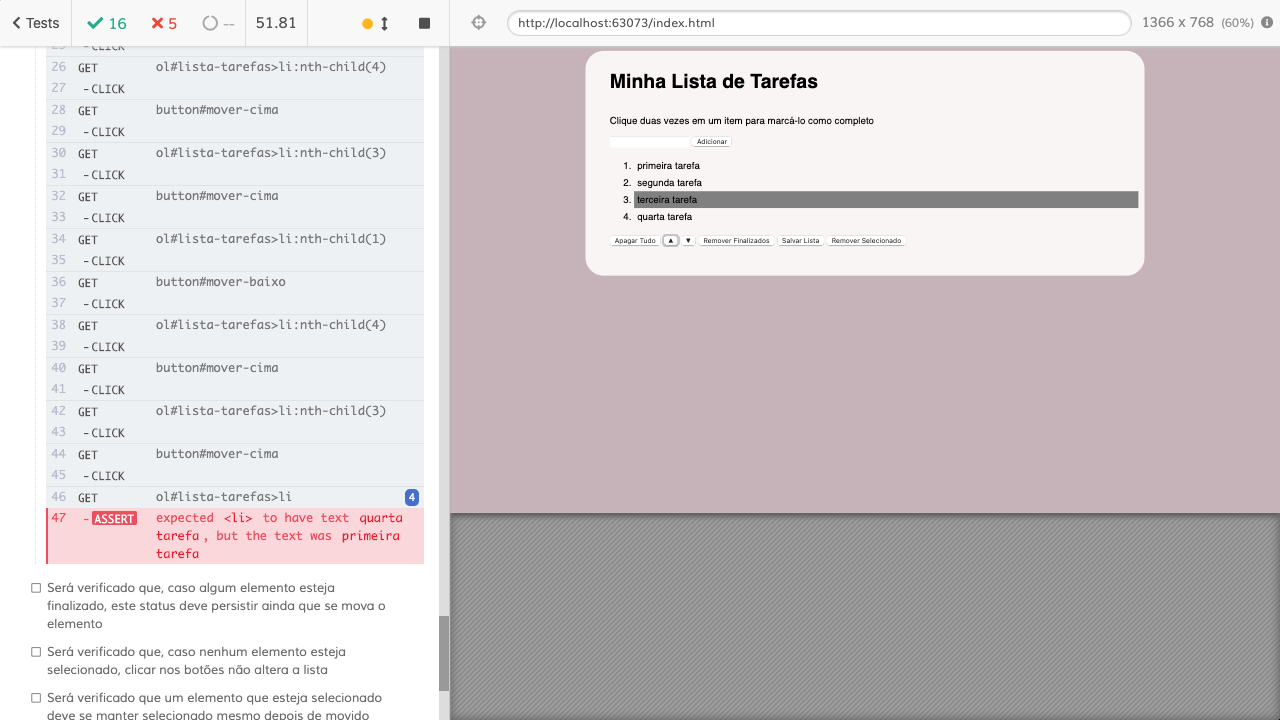 Tests 16 5 -- 51.81 http://localhost:63073/index.html 1366 x 768 (60%)
25 -CLICK
26 GET ol#lista-tarefas>li:nth-child(4)
27 -CLICK
28 GET button#mover-cima
29 -CLICK
30 GET ol#lista-tarefas>li:nth-child(3)
31 -CLICK
32 GET button#mover-cima
33 -CLICK
34 GET ol#lista-tarefas>li:nth-child(1)
35 -CLICK
36 GET button#mover-baixo
37 -CLICK
38 GET ol#lista-tarefas>li:nth-child(4)
39 -CLICK
40 GET button#mover-cima
41 -CLICK
42 GET ol#lista-tarefas>li:nth-child(3)
43 -CLICK
44 GET button#mover-cima
45 -CLICK
46 GET ol#lista-tarefas>li 4
47 -ASSERT expected <li> to have text quarta
tarefa, but the text was primeira
tarefa
Será verificado que, caso algum elemento esteja
finalizado, este status deve persistir ainda que se mova o
elemento
Será verificado que, caso nenhum elemento esteja
selecionado, clicar nos botões não altera a lista
Será verificado que um elemento que esteja selecionado
deve se manter selecionado mesmo depois de movido
Minha Lista de Tarefas
Clique duas vezes em um item para marcá-lo como completo
Adicionar
1. primeira tarefa
2. segunda tarefa
3. terceira tarefa
4. quarta tarefa
Apagar Tudo ▲ ▼ Remover Finalizados Salvar Lista Remover Selecionado